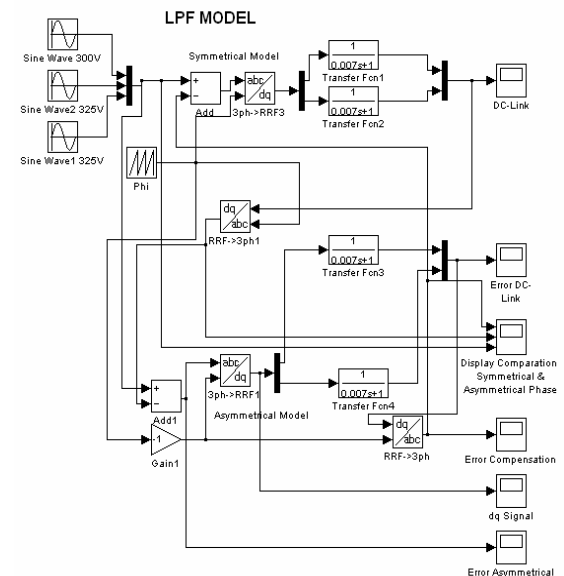 LPF MODEL
Sine Wave 300V
Sine Wave2 325V
Sine Wave1 325V
Symmetrical Model
+
−
Add
abc
dq
3ph->RRF3
1
0.007s+1
Transfer Fcn1
1
0.007s+1
Transfer Fcn2
DC-Link
Phi
dq
abc
RRF->3ph1
1
0.007s+1
Transfer Fcn3
Error DC-
Link
Display Comparation
Symmetrical &
Asymmetrical Phase
abc
dq
3ph->RRF1
Asymmetrical Model
1
0.007s+1
Transfer Fcn4
+
−
Add1
-1
Gain1
dq
abc
RRF->3ph
Error Compensation
dq Signal
Error Asymmetrical